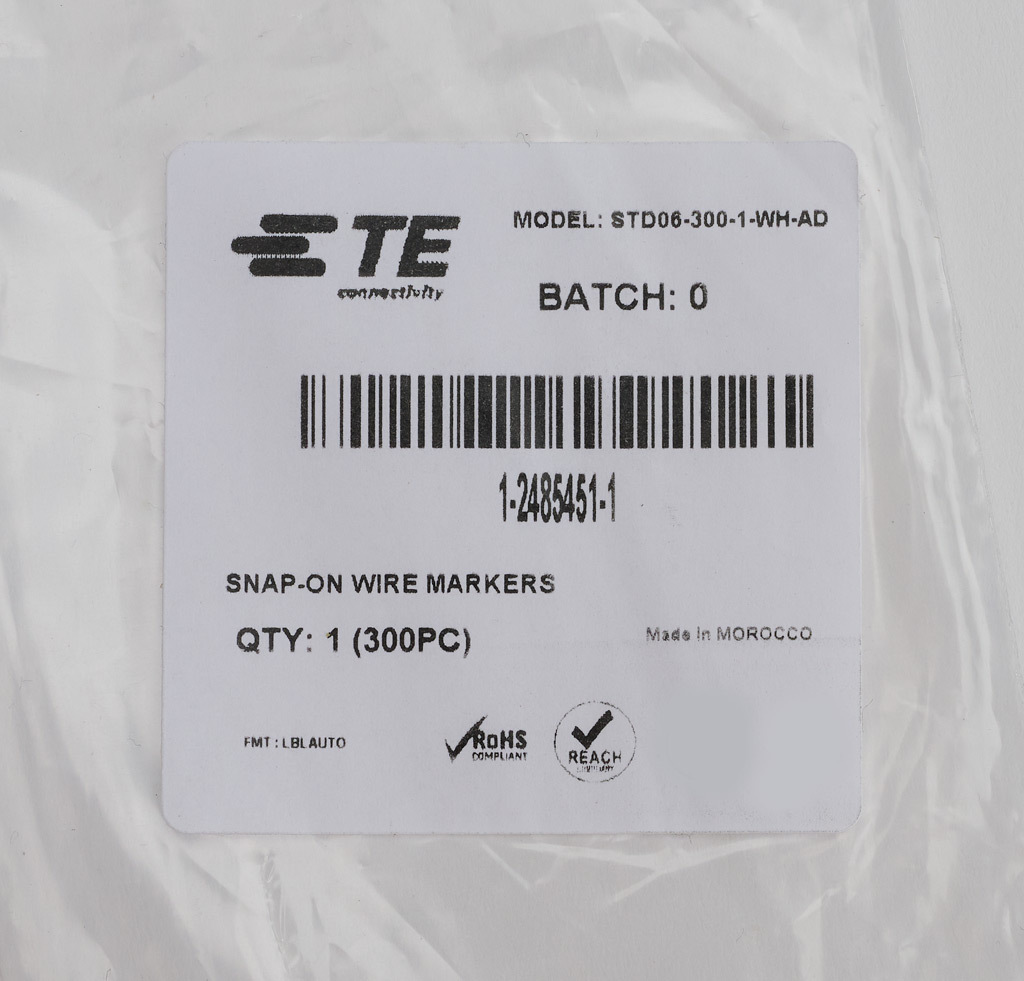 TE
connectivity
MODEL: STD06-300-1-WH-AD
BATCH: 0
1-2485451-1
SNAP-ON WIRE MARKERS
QTY: 1 (300PC)
Made In MOROCCO
FMT : LBLAUTO
RoHS
COMPLIANT
REACH